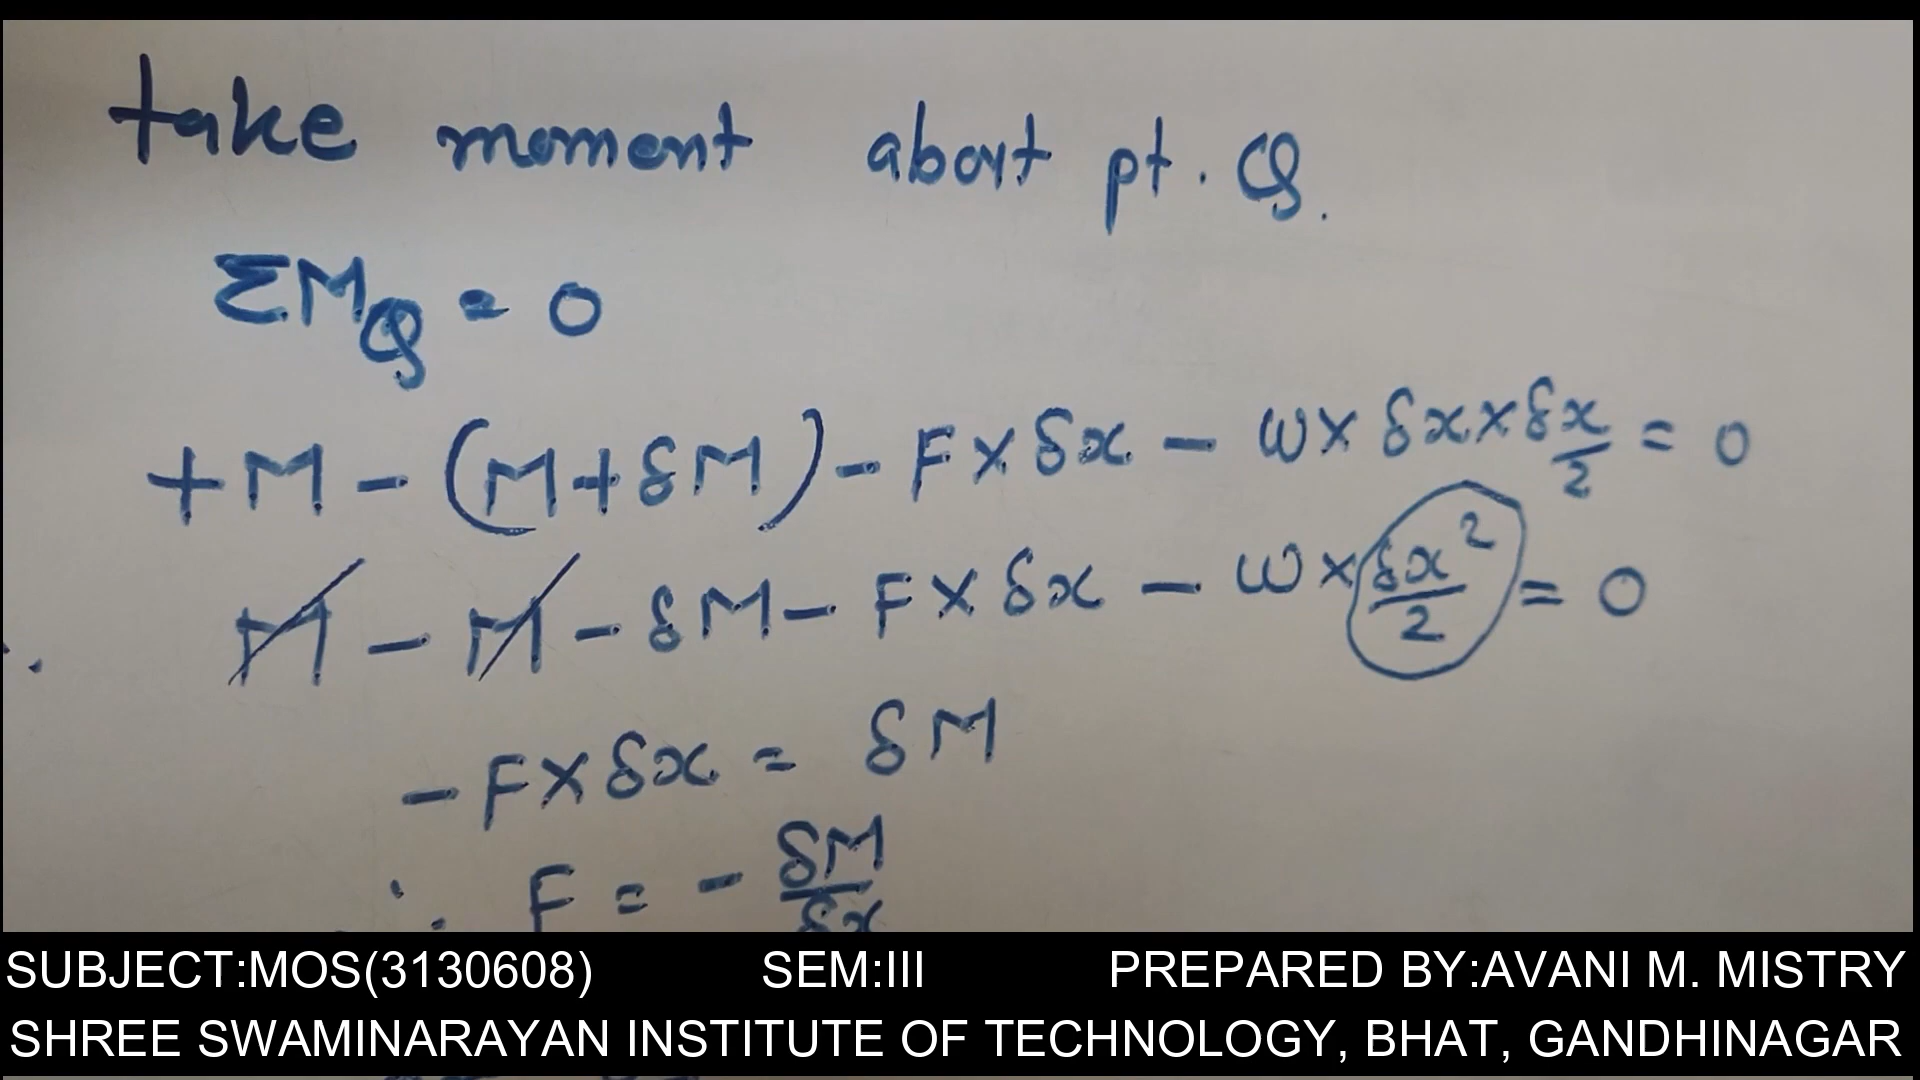 take moment about pt. Q.
ΣM_Q = 0
+M - (M+δM) - F×δx - w×δx×δx/2 = 0
∴ M - M - δM - F×δx - w×δx²/2 = 0
-F×δx = δM
∴ F = - δM/δx
SUBJECT:MOS(3130608) SEM:III PREPARED BY:AVANI M. MISTRY
SHREE SWAMINARAYAN INSTITUTE OF TECHNOLOGY, BHAT, GANDHINAGAR